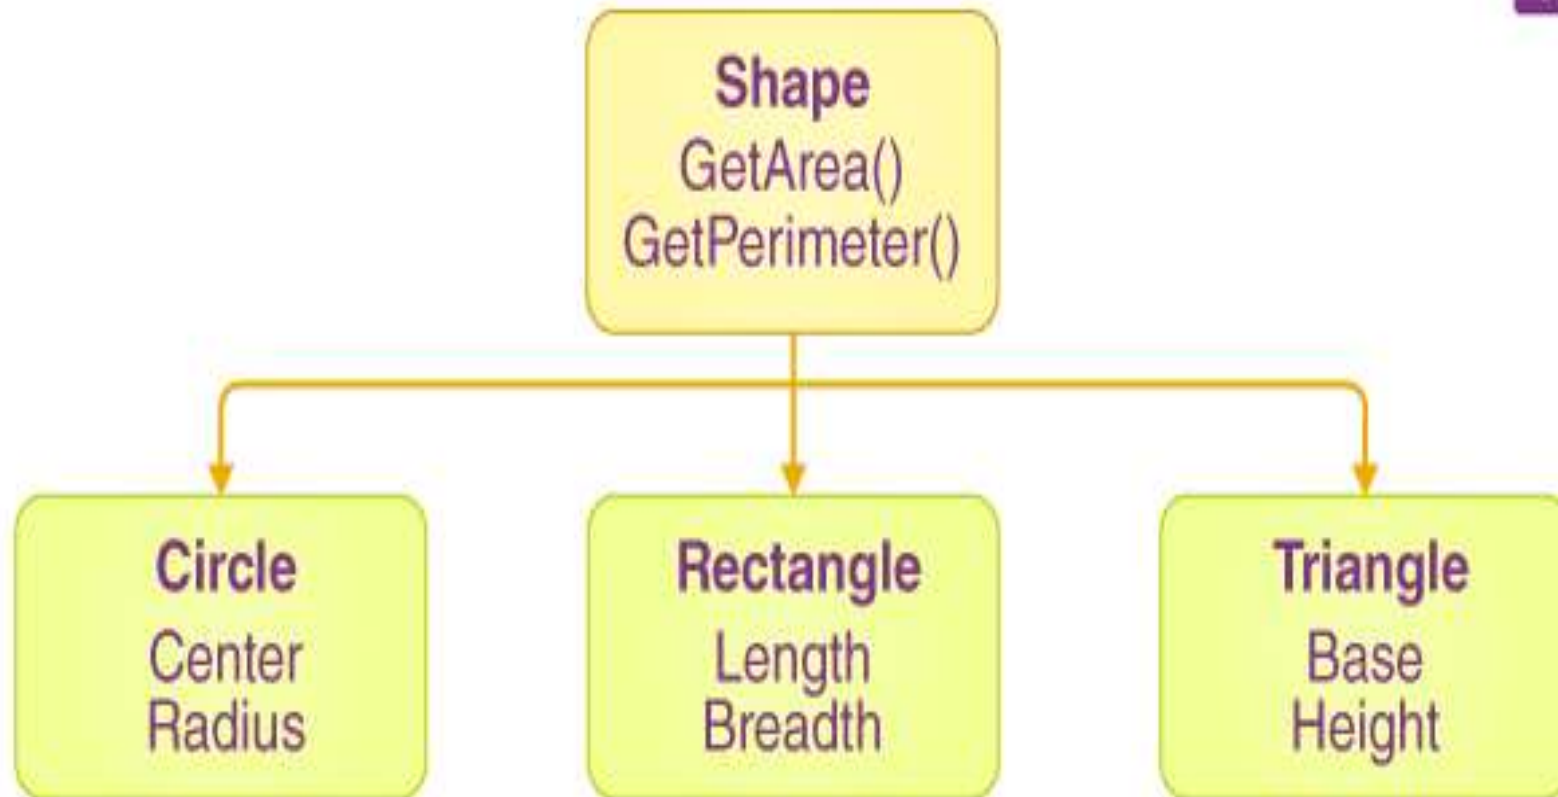 Shape
GetArea()
GetPerimeter()
Circle
Center
Radius
Rectangle
Length
Breadth
Triangle
Base
Height